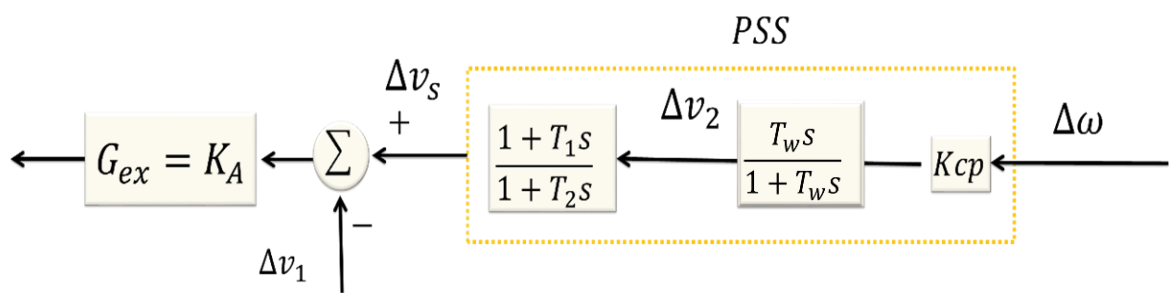 PSS
Δv_s
+
G_ex = K_A
Σ
1 + T_1 s
1 + T_2 s
Δv_2
T_w s
1 + T_w s
Kcp
Δω
−
Δv_1